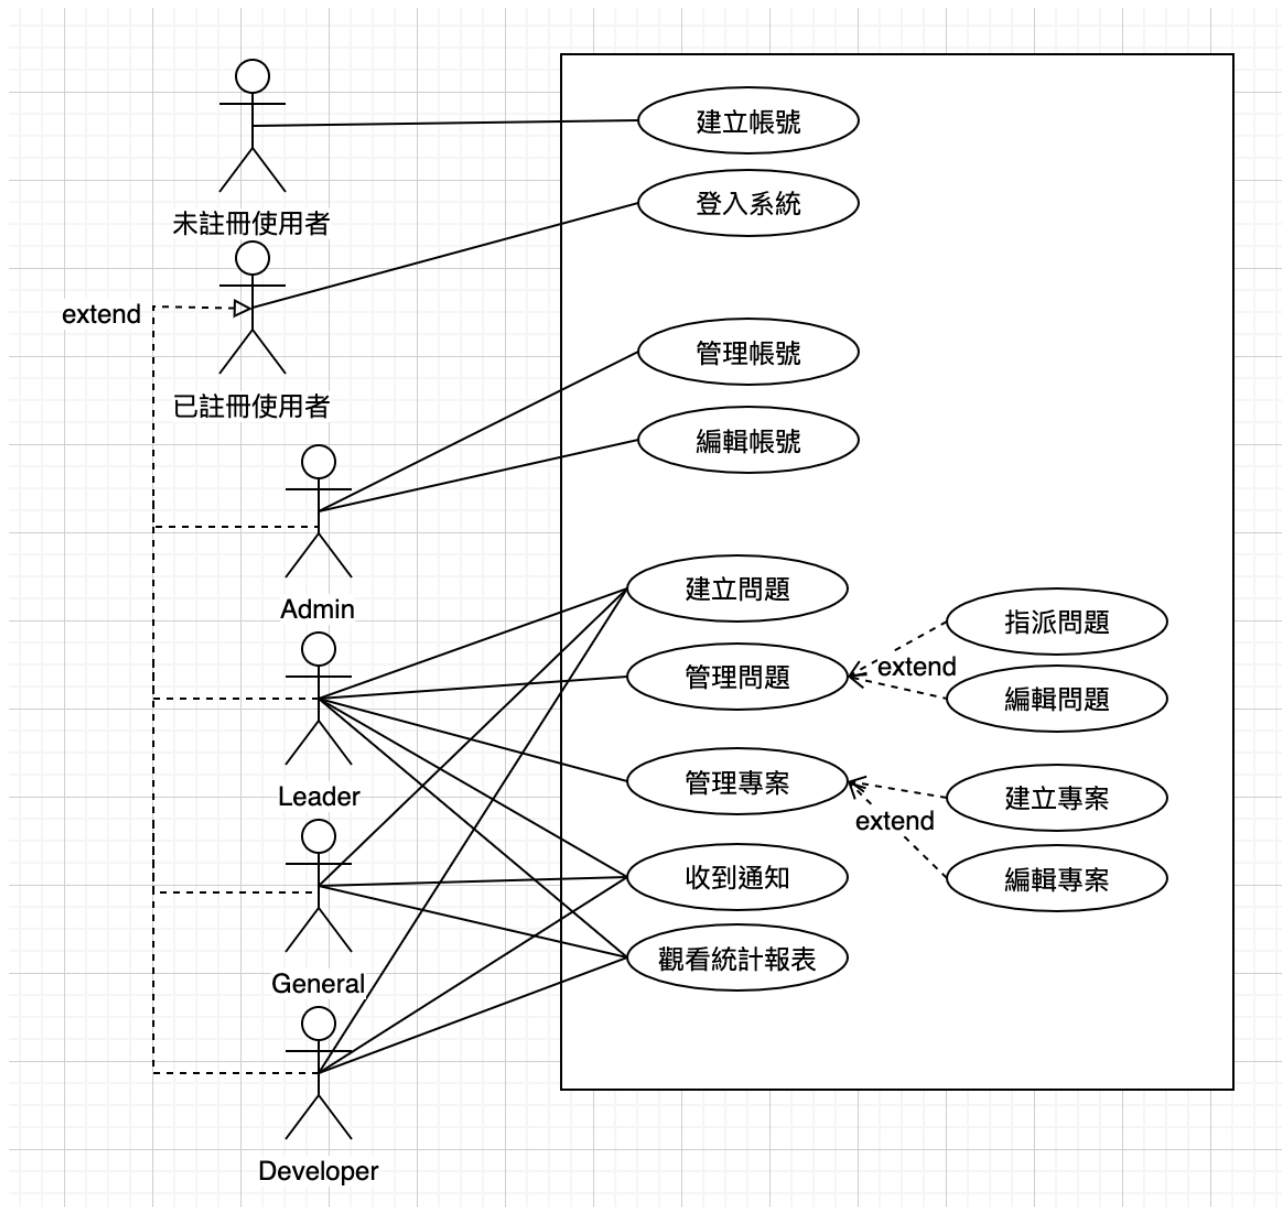 建立帳號
登入系統
未註冊使用者
extend
已註冊使用者
管理帳號
編輯帳號
Admin
建立問題
管理問題
extend
指派問題
編輯問題
Leader
管理專案
extend
建立專案
編輯專案
收到通知
觀看統計報表
General
Developer